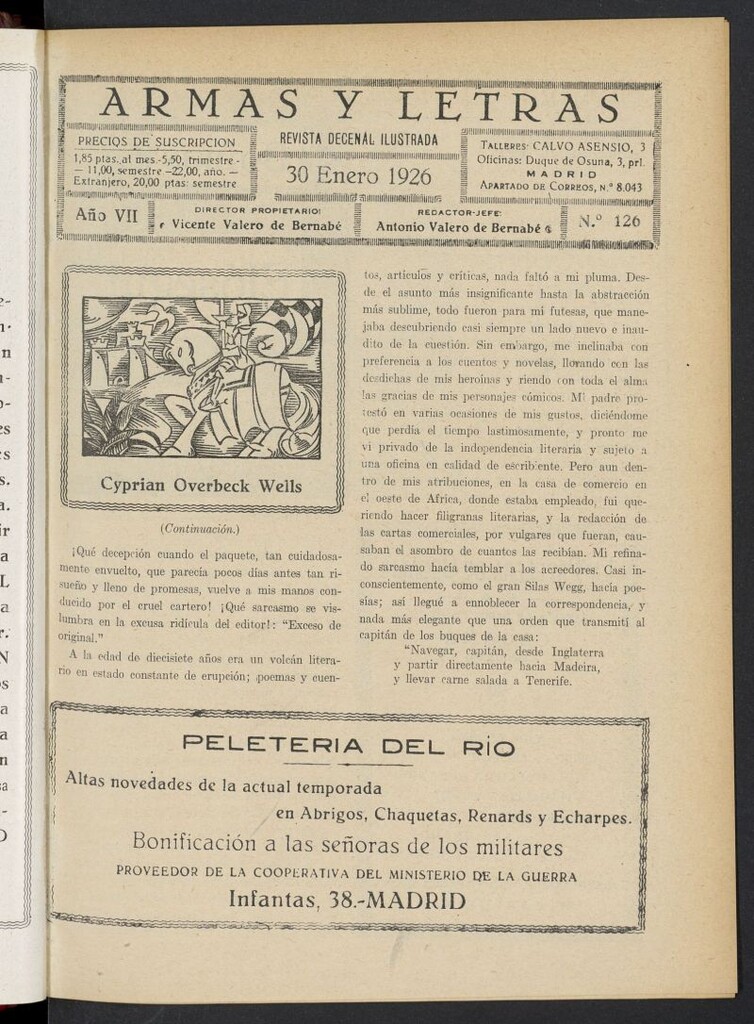 ARMAS Y LETRAS
PRECIOS DE SUSCRIPCION
1,85 ptas. al mes.-5,50, trimestre -
— 11,00, semestre —22,00, año. —
Extranjero, 20,00 ptas. semestre
REVISTA DECENAL ILUSTRADA
30 Enero 1926
TALLERES: CALVO ASENSIO, 3
Oficinas: Duque de Osuna, 3, prl.
MADRID
APARTADO DE CORREOS, N.º 8.043
Año VII
DIRECTOR PROPIETARIO:
Vicente Valero de Bernabé
REDACTOR-JEFE:
Antonio Valero de Bernabé
N.º 126
Cyprian Overbeck Wells
(Continuación.)
¡Qué decepción cuando el paquete, tan cuidadosa-
mente envuelto, que parecía pocos días antes tan ri-
sueño y lleno de promesas, vuelve a mis manos con-
ducido por el cruel cartero! ¡Qué sarcasmo se vis-
lumbra en la excusa ridícula del editor!: "Exceso de
original."
A la edad de diecisiete años era un volcán litera-
rio en estado constante de erupción; poemas y cuen-
tos, artículos y críticas, nada faltó a mi pluma. Des-
de el asunto más insignificante hasta la abstracción
más sublime, todo fueron para mí futesas, que mane-
jaba descubriendo casi siempre un lado nuevo e inau-
dito de la cuestión. Sin embargo, me inclinaba con
preferencia a los cuentos y novelas, llorando con las
desdichas de mis heroínas y riendo con toda el alma
las gracias de mis personajes cómicos. Mi padre pro-
testó en varias ocasiones de mis gustos, diciéndome
que perdía el tiempo lastimosamente, y pronto me
vi privado de la independencia literaria y sujeto a
una oficina en calidad de escribiente. Pero aun den-
tro de mis atribuciones, en la casa de comercio en
el oeste de Africa, donde estaba empleado, fuí que-
riendo hacer filigranas literarias, y la redacción de
las cartas comerciales, por vulgares que fueran, cau-
saban el asombro de cuantos las recibían. Mi refina-
do sarcasmo hacía temblar a los acreedores. Casi in-
conscientemente, como el gran Silas Wegg, hacía poe-
sías; así llegué a ennoblecer la correspondencia, y
nada más elegante que una orden que transmití al
capitán de los buques de la casa:
"Navegar, capitán, desde Inglaterra
y partir directamente hacia Madeira,
y llevar carne salada a Tenerife.
PELETERIA DEL RIO
Altas novedades de la actual temporada
en Abrigos, Chaquetas, Renards y Echarpes.
Bonificación a las señoras de los militares
PROVEEDOR DE LA COOPERATIVA DEL MINISTERIO DE LA GUERRA
Infantas, 38.-MADRID